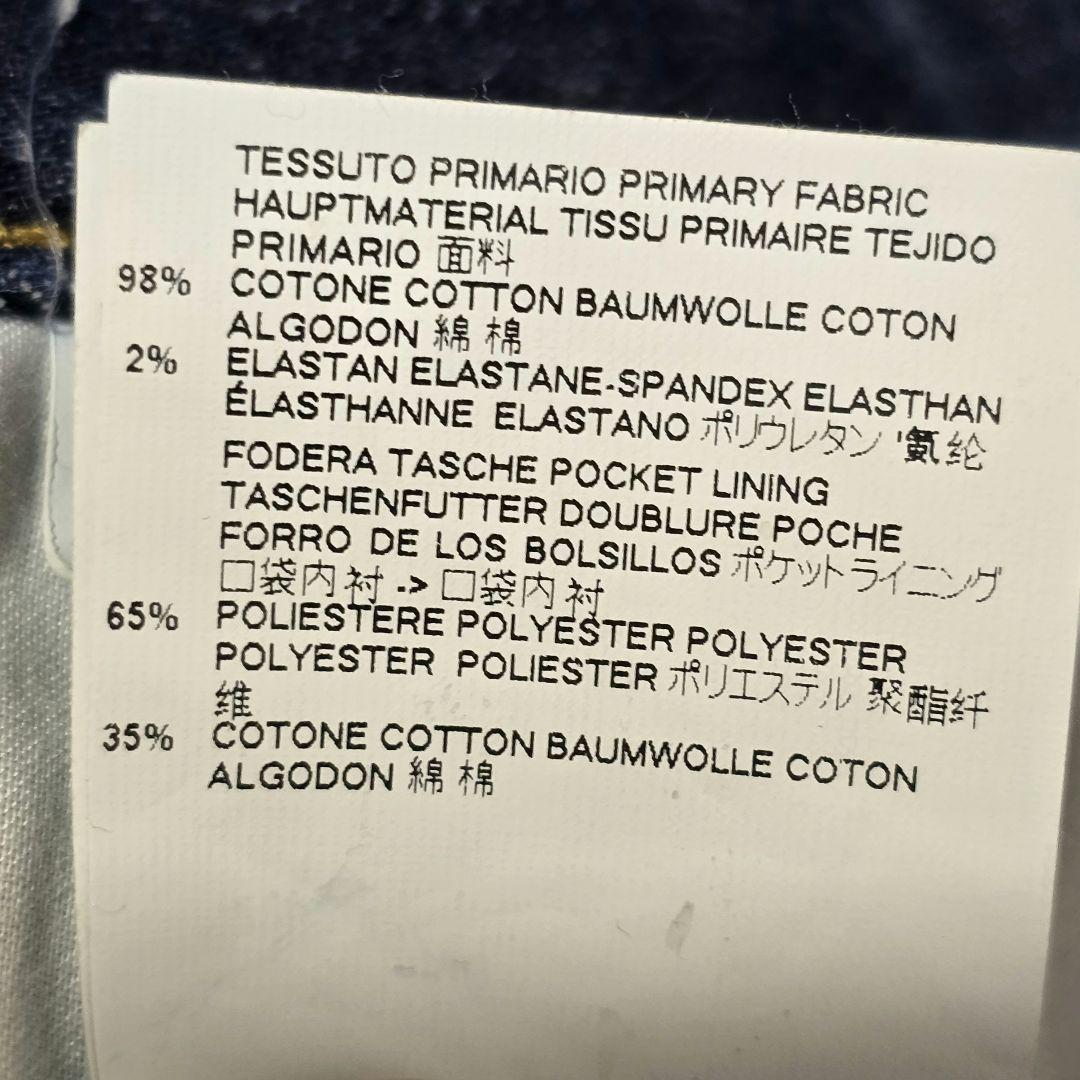 TESSUTO PRIMARIO PRIMARY FABRIC
HAUPTMATERIAL TISSU PRIMAIRE TEJIDO
PRIMARIO 面料
98% COTONE COTTON BAUMWOLLE COTON
ALGODON 綿 棉
2% ELASTAN ELASTANE-SPANDEX ELASTHAN
ÉLASTHANNE ELASTANO ポリウレタン '氨纶
FODERA TASCHE POCKET LINING
TASCHENFUTTER DOUBLURE POCHE
FORRO DE LOS BOLSILLOS ポケットライニング
口袋内衬 -> 口袋内衬
65% POLIESTERE POLYESTER POLYESTER
POLYESTER POLIESTER ポリエステル 聚酯纤
维
35% COTONE COTTON BAUMWOLLE COTON
ALGODON 綿 棉